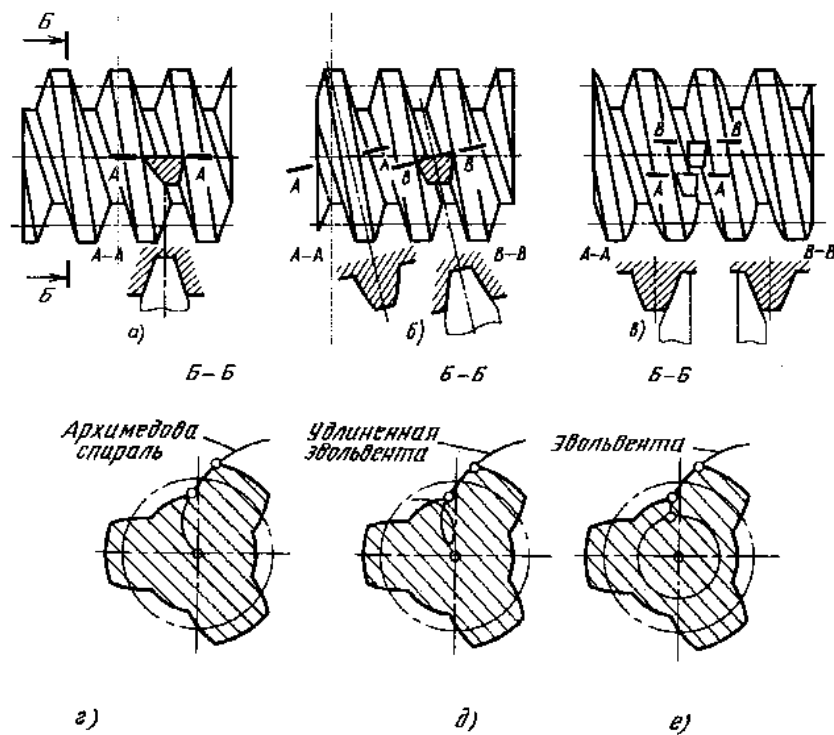 Б
Б
А
А
А-А
а)
А
А
В
В
А-А
В-В
б)
В
В
А
А
А-А
В-В
в)
Б-Б
Б-Б
Б-Б
Архимедова
спираль
Удлиненная
эвольвента
Эвольвента
г)
д)
е)